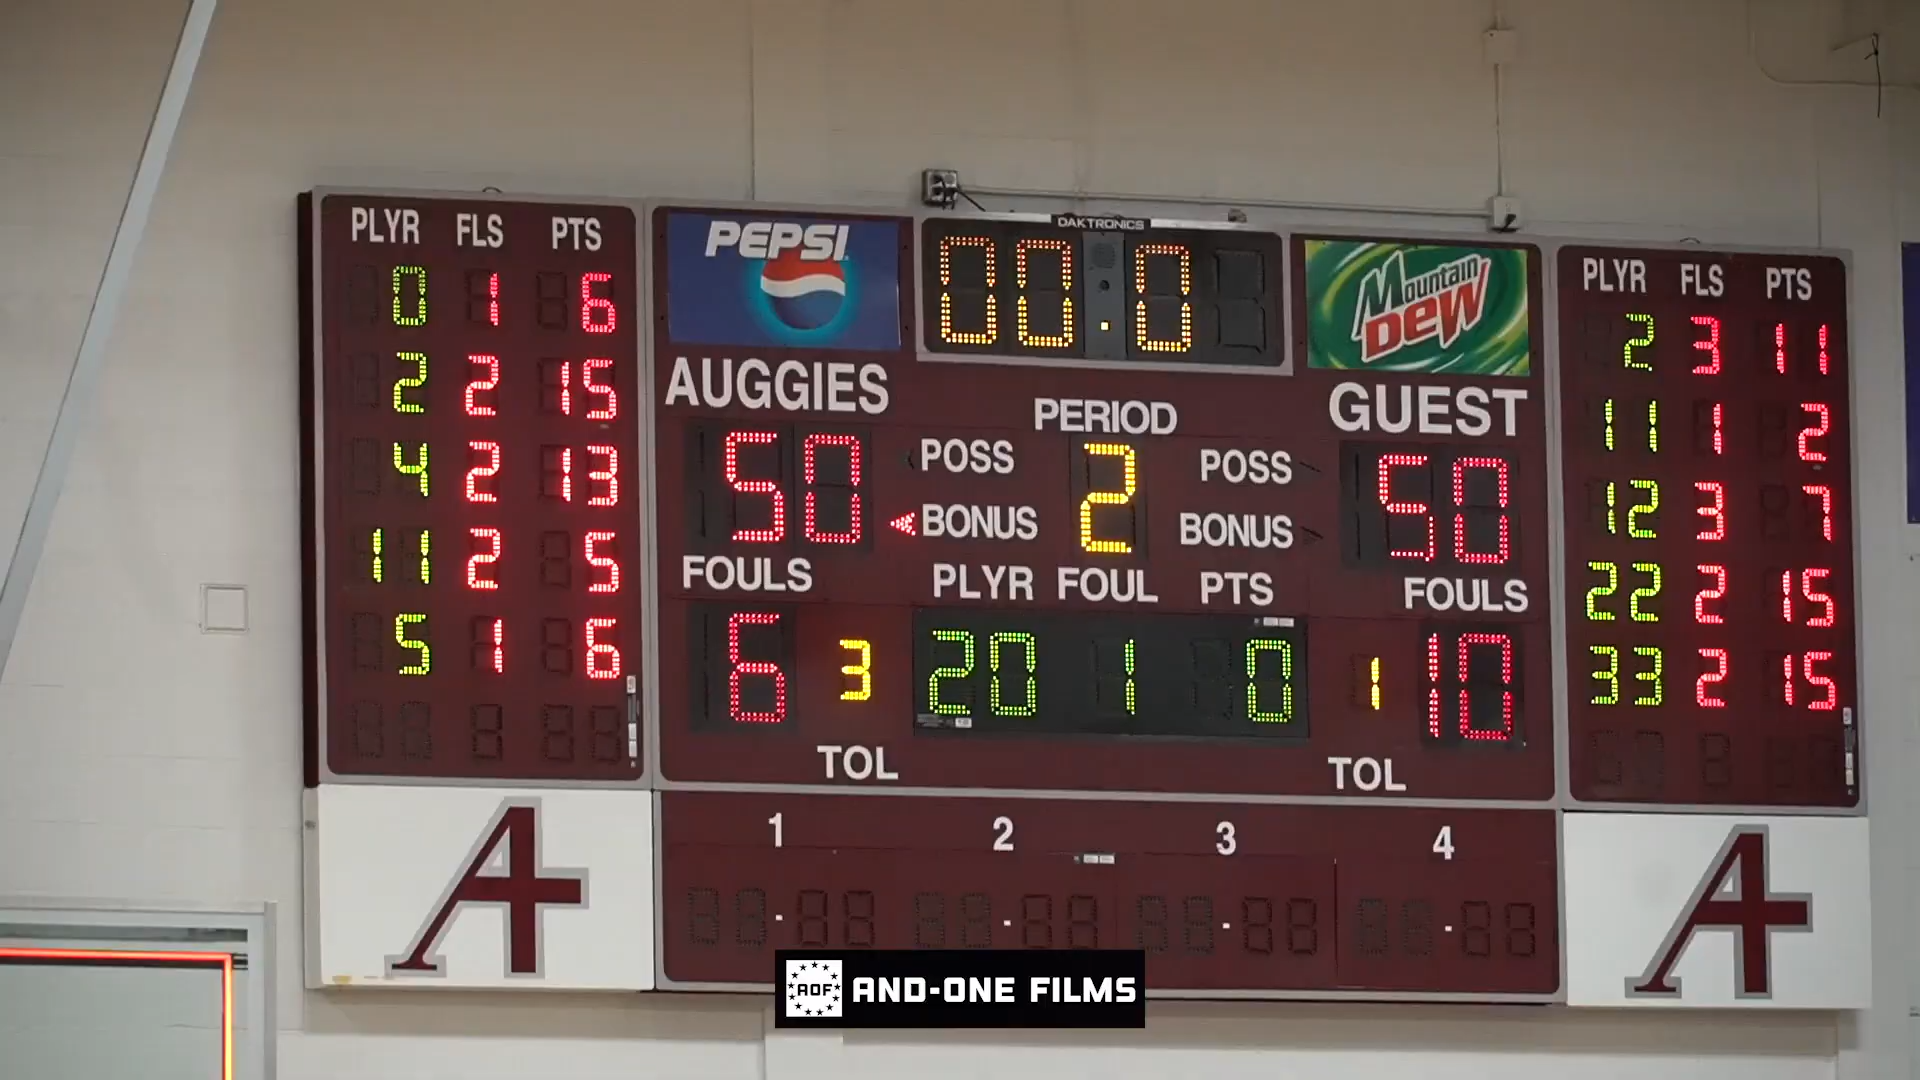 PLYR FLS PTS
0 1 6
2 2 15
4 2 13
11 2 5
5 1 6
PEPSI
DAKTRONICS
00.0
Mountain
Dew
AUGGIES
PERIOD
GUEST
50
POSS
2
POSS
50
BONUS
BONUS
FOULS
PLYR FOUL PTS
FOULS
6 3 20 1 0 1 10
TOL
TOL
1 2 3 4
PLYR FLS PTS
2 3 11
11 1 2
12 3 7
22 2 15
33 2 15
A
A
AOF AND-ONE FILMS